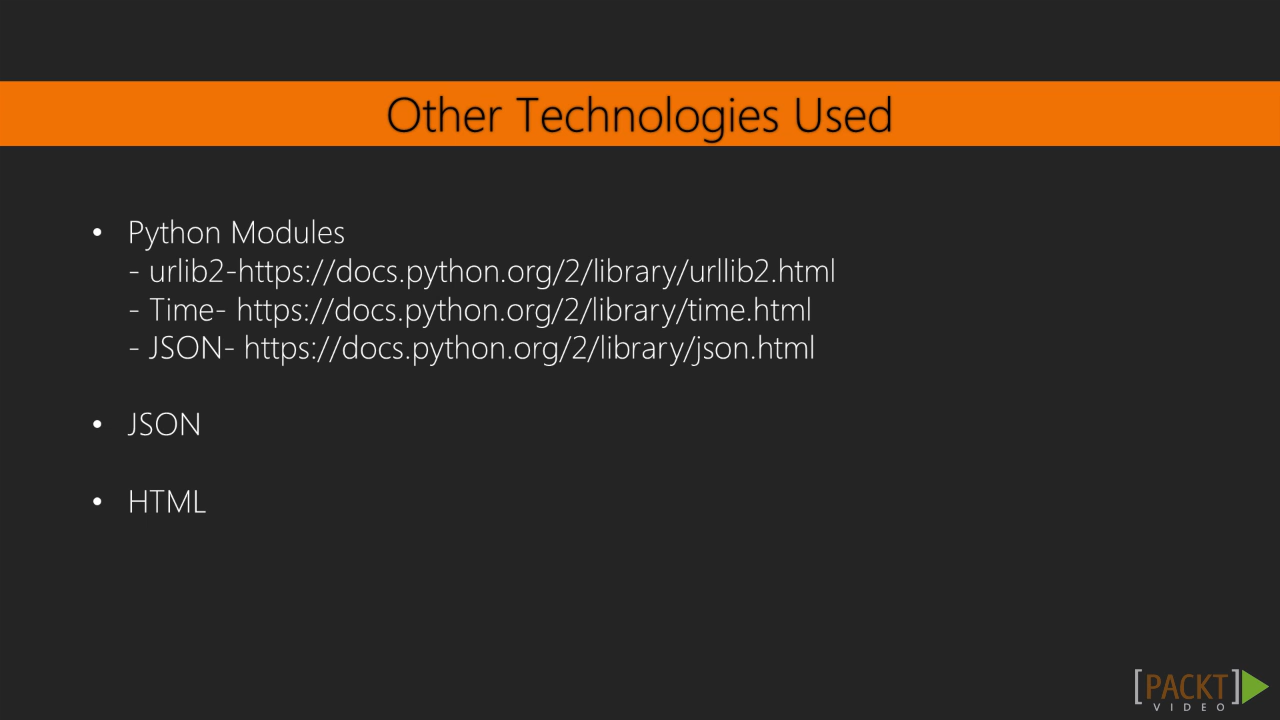 Other Technologies Used
• Python Modules
- urlib2-https://docs.python.org/2/library/urllib2.html
- Time- https://docs.python.org/2/library/time.html
- JSON- https://docs.python.org/2/library/json.html
• JSON
• HTML
[PACKT]
VIDEO